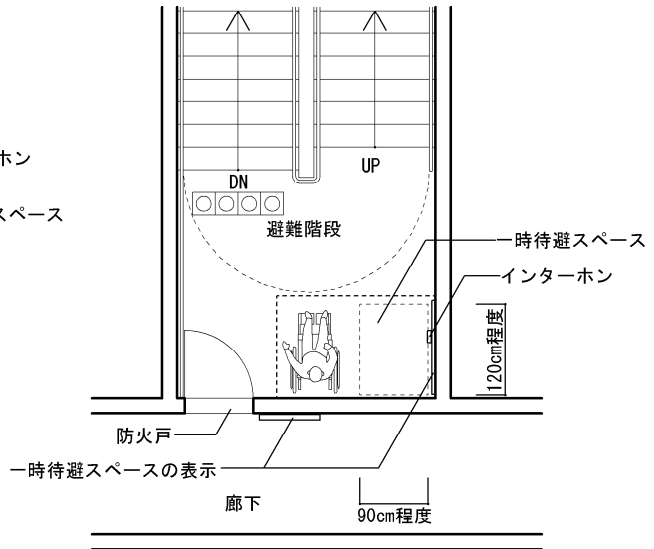 ホン
UP
DN
スペース
避難階段
一時待避スペース
インターホン
120cm程度
防火戸
一時待避スペースの表示
廊下
90cm程度